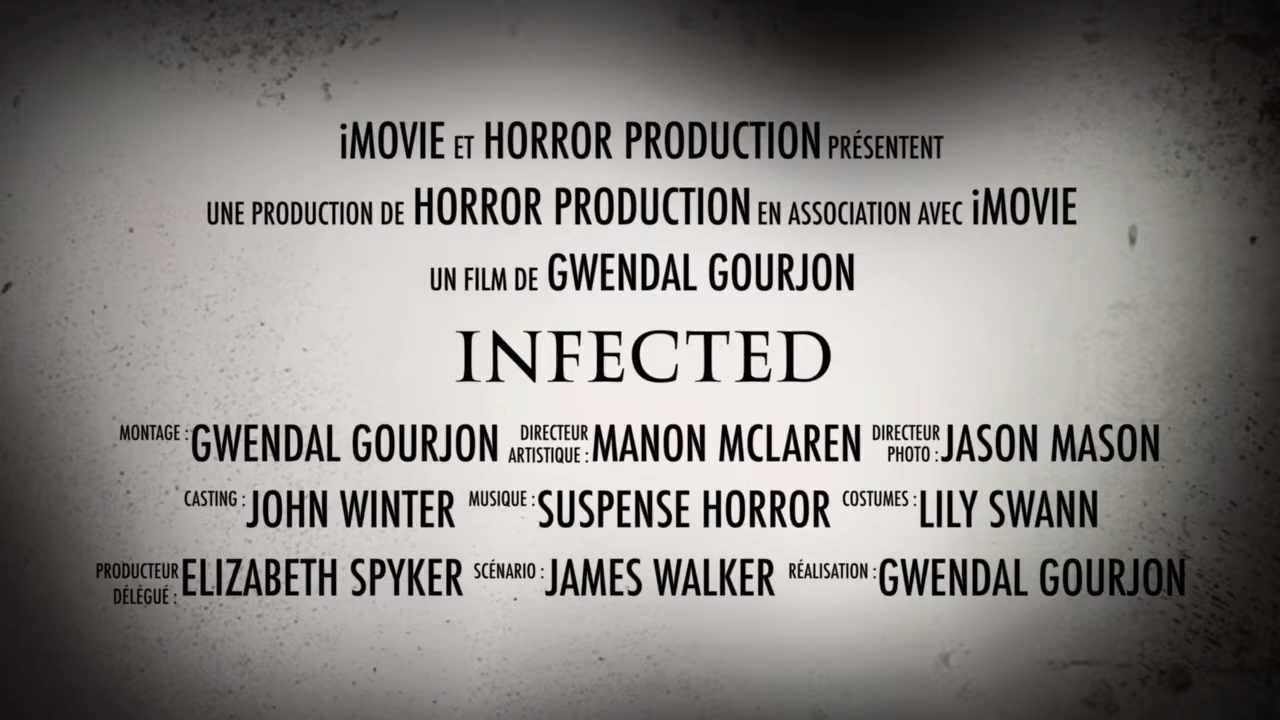 iMOVIE ET HORROR PRODUCTION PRÉSENTENT
UNE PRODUCTION DE HORROR PRODUCTION EN ASSOCIATION AVEC iMOVIE
UN FILM DE GWENDAL GOURJON
INFECTED
MONTAGE : GWENDAL GOURJON DIRECTEUR ARTISTIQUE : MANON MCLAREN DIRECTEUR PHOTO : JASON MASON
CASTING : JOHN WINTER MUSIQUE : SUSPENSE HORROR COSTUMES : LILY SWANN
PRODUCTEUR DÉLÉGUÉ : ELIZABETH SPYKER SCÉNARIO : JAMES WALKER RÉALISATION : GWENDAL GOURJON